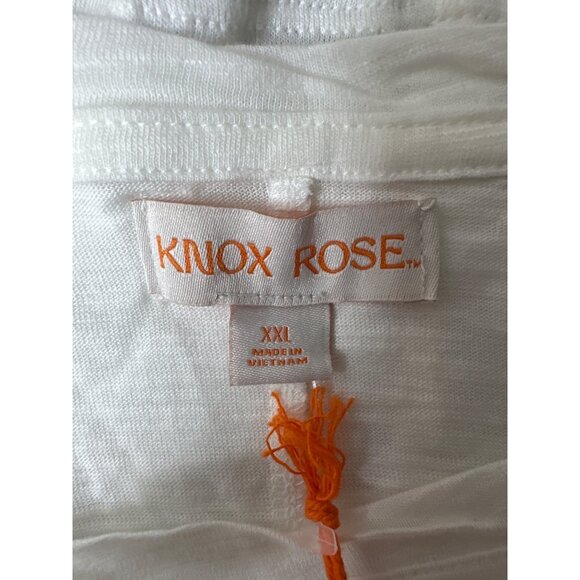 KNOX ROSE™
XXL
MADE IN
VIETNAM